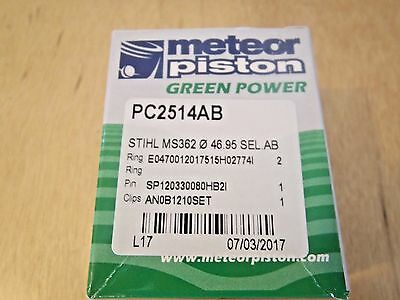 meteor
piston
GREEN POWER
PC2514AB
STIHL MS362 Ø 46.95 SEL.AB
Ring E0470012017515H02774I 2
Ring
Pin SP120330080HB2I 1
Clips AN0B1210SET 1
L17 07/03/2017
www.meteorpiston.com